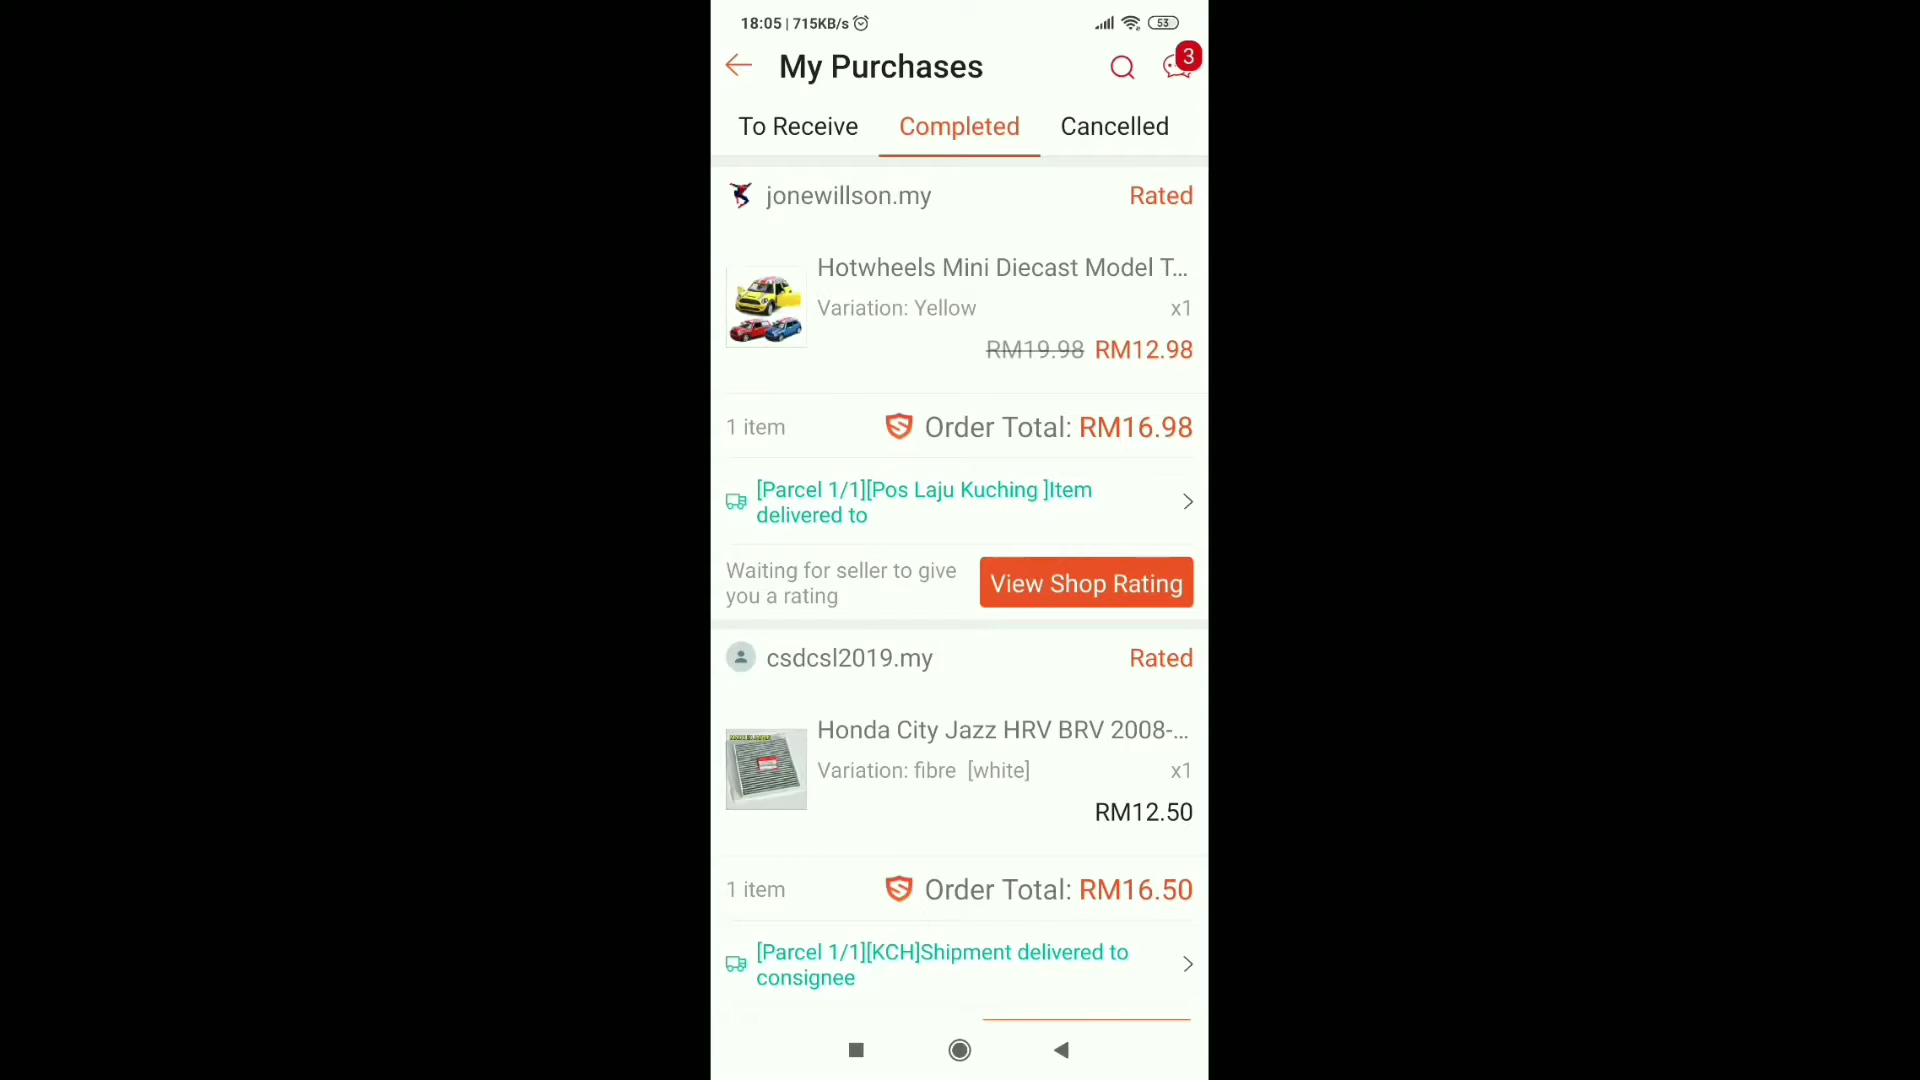 18:05 | 715KB/s
53
My Purchases
3
To Receive
Completed
Cancelled
jonewillson.my
Rated
Hotwheels Mini Diecast Model T...
Variation: Yellow
x1
RM19.98 RM12.98
1 item
Order Total: RM16.98
[Parcel 1/1][Pos Laju Kuching ]Item
delivered to
Waiting for seller to give
you a rating
View Shop Rating
csdcsl2019.my
Rated
Honda City Jazz HRV BRV 2008-...
Variation: fibre [white]
x1
RM12.50
1 item
Order Total: RM16.50
[Parcel 1/1][KCH]Shipment delivered to
consignee